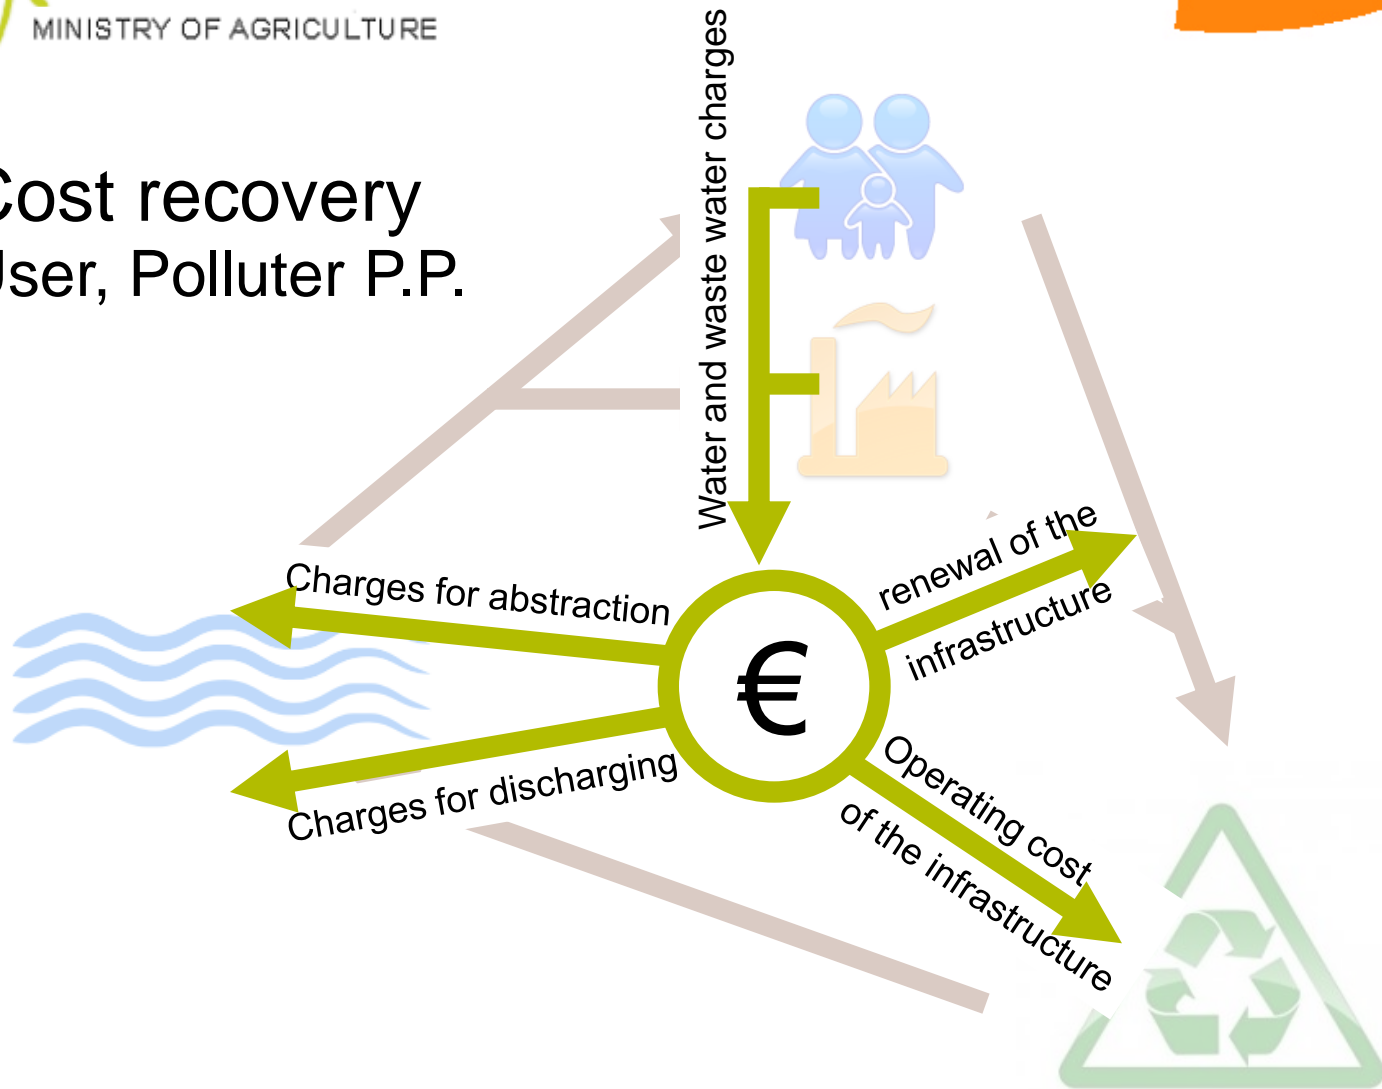 MINISTRY OF AGRICULTURE
Cost recovery
User, Polluter P.P.
Water and waste water charges
Charges for abstraction
Charges for discharging
€
renewal of the
infrastructure
Operating cost
of the infrastructure